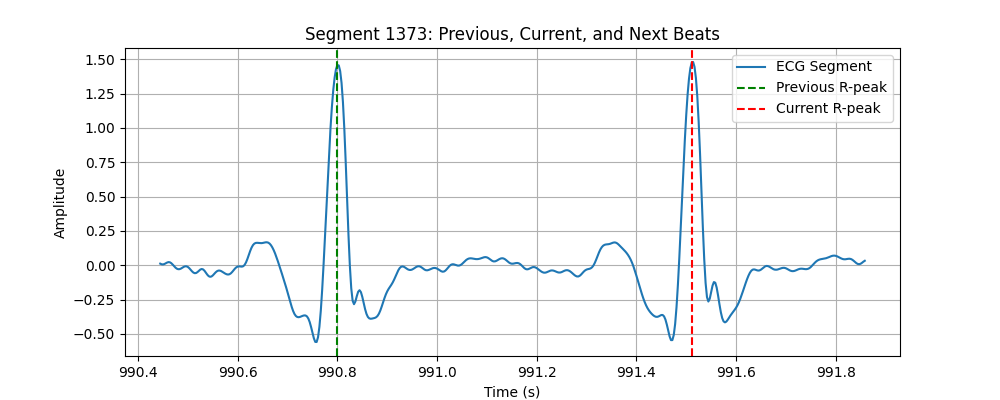 Segment 1373: Previous, Current, and Next Beats
1.50
1.25
1.00
0.75
0.50
0.25
0.00
−0.25
−0.50
Amplitude
ECG Segment
Previous R-peak
Current R-peak
990.4 990.6 990.8 991.0 991.2 991.4 991.6 991.8
Time (s)